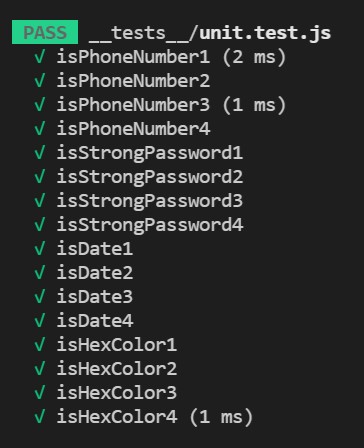 PASS __tests__/unit.test.js
√ isPhoneNumber1 (2 ms)
√ isPhoneNumber2
√ isPhoneNumber3 (1 ms)
√ isPhoneNumber4
√ isStrongPassword1
√ isStrongPassword2
√ isStrongPassword3
√ isStrongPassword4
√ isDate1
√ isDate2
√ isDate3
√ isDate4
√ isHexColor1
√ isHexColor2
√ isHexColor3
√ isHexColor4 (1 ms)